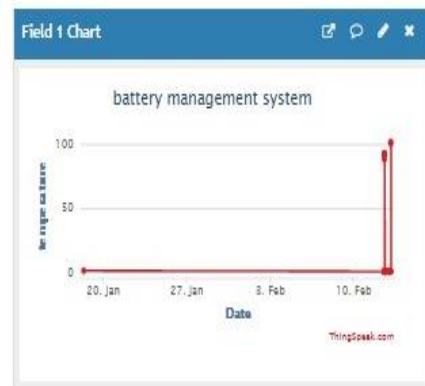 Field 1 Chart
battery management system
temperature
100
50
0
20. Jan
27. Jan
3. Feb
10. Feb
Date
ThingSpeak.com